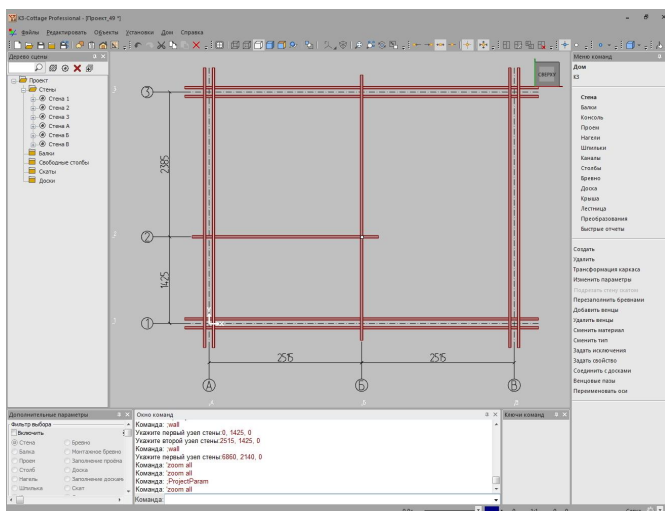 K3-Cottage Professional - [Проект_49 *]
Файлы Редактировать Объекты Установки Дом Справка
Дерево сцены
Проект
Стены
Стена 1
Стена 2
Стена 3
Стена А
Стена Б
Стена В
Балки
Свободные столбы
Скаты
Доски
3
2385
2
1425
1
2515
2515
А
Б
В
СВЕРХУ
Меню команд
Дом
К3
Стена
Балки
Консоль
Проем
Нагели
Шпильки
Каналы
Столбы
Бревно
Доска
Крыша
Лестница
Преобразования
Быстрые отчеты
Создать
Удалить
Трансформация каркаса
Изменить параметры
Подрезать стену скатом
Перезаполнить бревнами
Добавить венцы
Удалить венцы
Сменить материал
Сменить тип
Задать исключения
Задать свойство
Соединить с досками
Венцовые пазы
Переименовать оси
Дополнительные параметры
Фильтр выбора
Включить
Стена
Бревно
Балка
Монтажное бревно
Проем
Заполнение проёма
Столб
Доска
Нагель
Заполнение досками
Шпилька
Скат
Окно команд
Команда: ;wall
Укажите первый узел стены:0, 1425, 0
Укажите второй узел стены:2515, 1425, 0
Команда: ;wall
Укажите первый узел стены:6860, 2140, 0
Команда: 'zoom all
Команда: 'zoom all
Команда: ;ProjectParam
Команда: 'zoom all
Команда:
Ключи команд